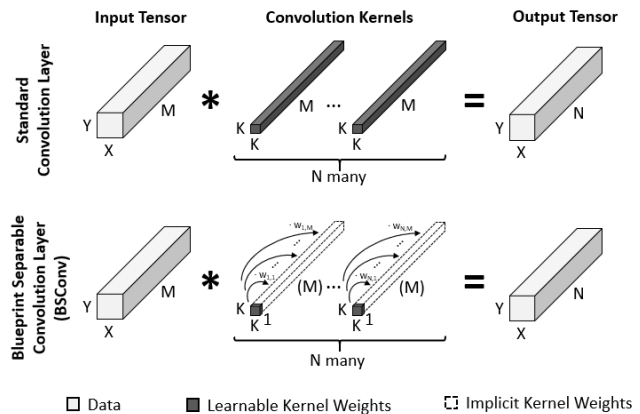 Input Tensor Convolution Kernels Output Tensor
Standard
Convolution Layer
Y X M * K K M ... K K M = Y X N
N many
Blueprint Separable
Convolution Layer
(BSConv)
Y X M * K K 1 (M) · w1,1 ... · w1,M ... K K 1 (M) · wN,1 ... · wN,M = Y X N
N many
Data Learnable Kernel Weights Implicit Kernel Weights